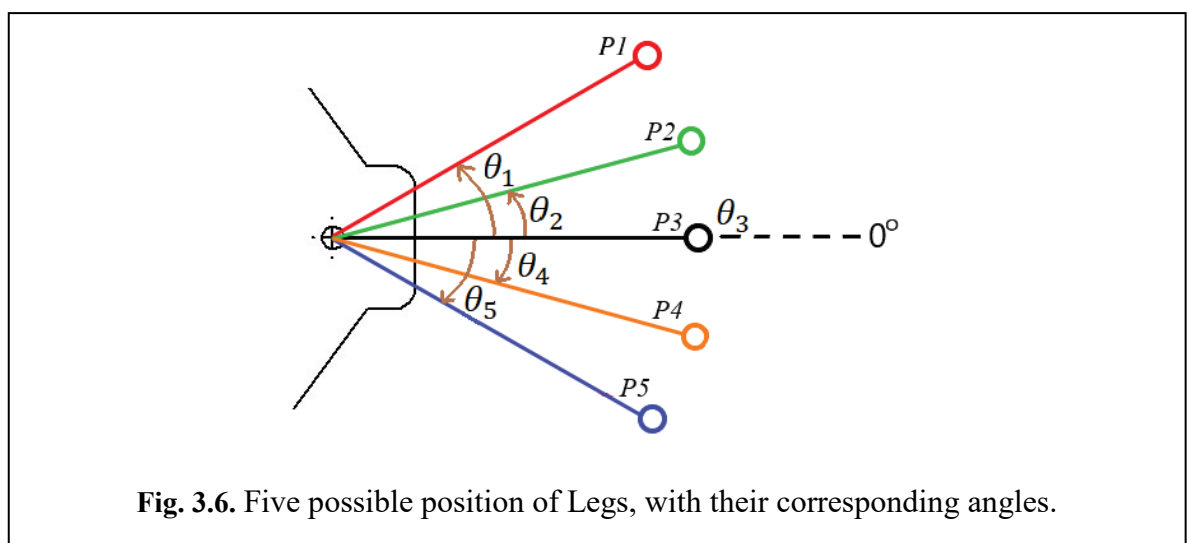 P1
θ₁
P2
θ₂
P3
θ₃
0°
θ₄
θ₅
P4
P5
Fig. 3.6. Five possible position of Legs, with their corresponding angles.